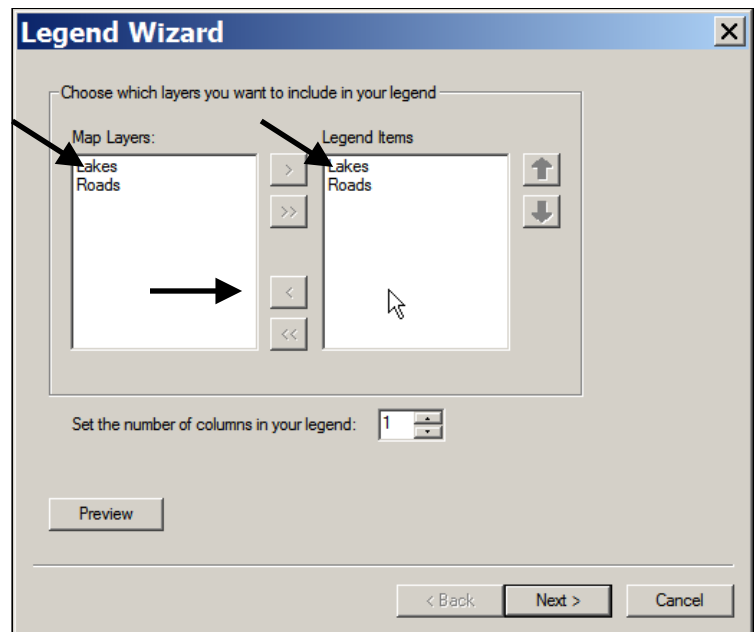 Legend Wizard
Choose which layers you want to include in your legend
Map Layers:
Lakes
Roads
>
>>
<
<<
Legend Items
Lakes
Roads
Set the number of columns in your legend: 1
Preview
< Back Next > Cancel